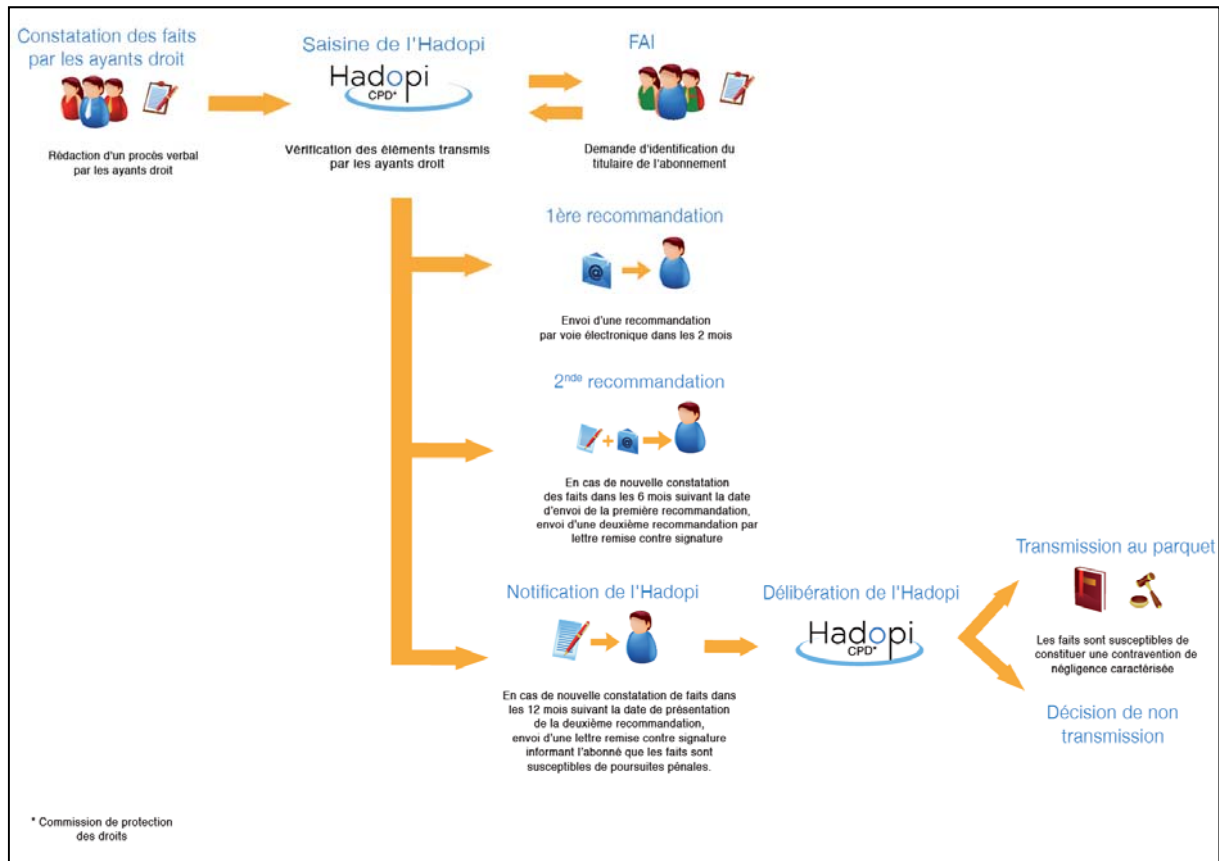 Constatation des faits
par les ayants droit
Rédaction d'un procès verbal
par les ayants droit
Saisine de l'Hadopi
Hadopi
CPD*
Vérification des éléments transmis
par les ayants droit
FAI
Demande d'identification du
titulaire de l'abonnement
1ère recommandation
@
Envoi d'une recommandation
par voie électronique dans les 2 mois
2nde recommandation
+ @
En cas de nouvelle constatation
des faits dans les 6 mois suivant la date
d'envoi de la première recommandation,
envoi d'une deuxième recommandation par
lettre remise contre signature
Notification de l'Hadopi
En cas de nouvelle constatation de faits dans
les 12 mois suivant la date de présentation
de la deuxième recommandation,
envoi d'une lettre remise contre signature
informant l'abonné que les faits sont
susceptibles de poursuites pénales.
Délibération de l'Hadopi
Hadopi
CPD*
Transmission au parquet
Les faits sont susceptibles de
constituer une contravention de
négligence caractérisée
Décision de non
transmission
* Commission de protection
des droits